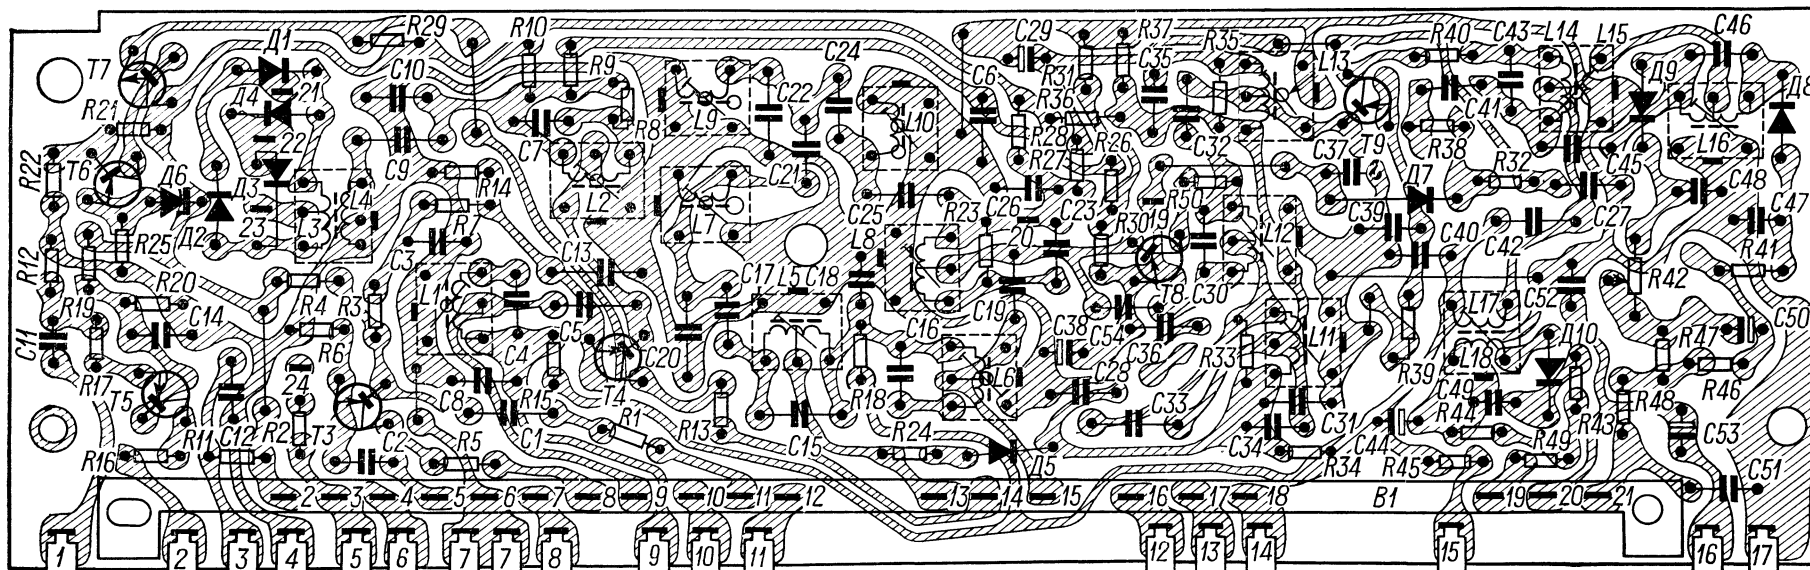 R29
R10
C29
R37
R35
R40
C43
L14
L15
C46
Д1
T7
C10
R9
C24
C6
R31
C35
L13
Д9
Д8
R21
Д4
21
C22
L9
L10
R36
C41
22
C9
C7
R8
R28
R26
C32
C37
T9
R38
R32
C45
L16
R22
T6
Д6
Д3
L4
R14
C21
R27
Д7
C48
C47
L2
L7
C25
R23
C26
C23
R50
19
R30
C39
C27
R25
Д2
23
L3
R7
C3
C13
L8
20
L12
C42
C40
R41
R12
R20
R4
R3
L1
C17
L5
C18
C19
T8
C30
C52
R42
R19
C14
C11
R6
C5
C4
C20
C16
C54
C38
C36
R33
L11
L17
Д10
R47
C50
R17
T5
24
C8
R15
T4
R18
L6
C28
R39
L18
C49
R46
R11
C12
R2
T3
C2
R5
C1
R1
R13
C15
R24
C33
C34
C31
C44
R44
R43
R48
C53
R16
Д5
R34
R45
R49
C51
2
3
4
5
6
7
8
9
10
11
12
13
14
15
16
17
18
B1
19
20
21
1
2
3
4
5
6
7
7
8
9
10
11
12
13
14
15
16
17